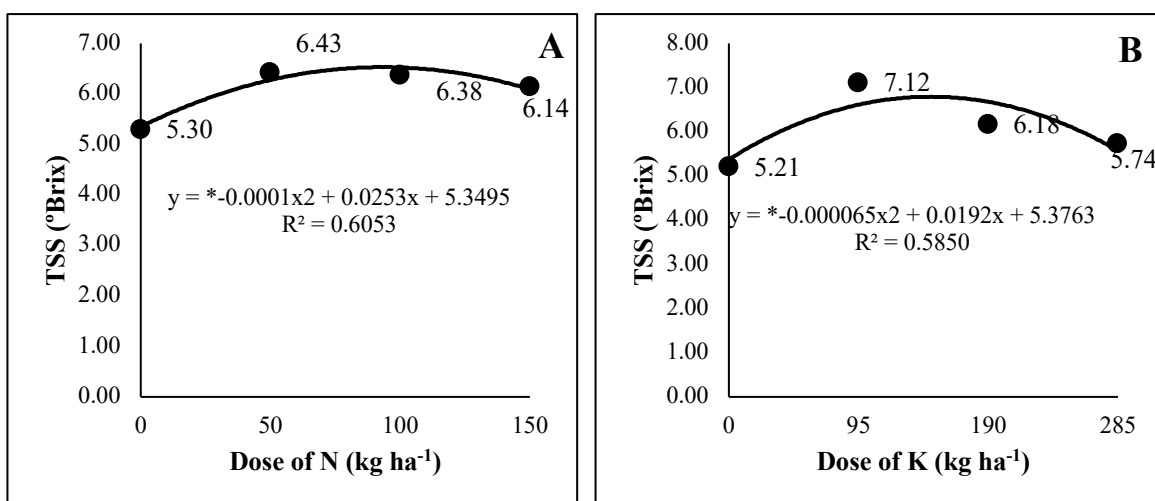 A
TSS (ºBrix)
7.00
6.00
5.00
4.00
3.00
2.00
1.00
0.00
6.43
6.38
6.14
5.30
y = *-0.0001x2 + 0.0253x + 5.3495
R² = 0.6053
0 50 100 150
Dose of N (kg ha⁻¹)
B
TSS (ºBrix)
8.00
7.00
6.00
5.00
4.00
3.00
2.00
1.00
0.00
7.12
6.18
5.74
5.21
y = *-0.000065x2 + 0.0192x + 5.3763
R² = 0.5850
0 95 190 285
Dose of K (kg ha⁻¹)